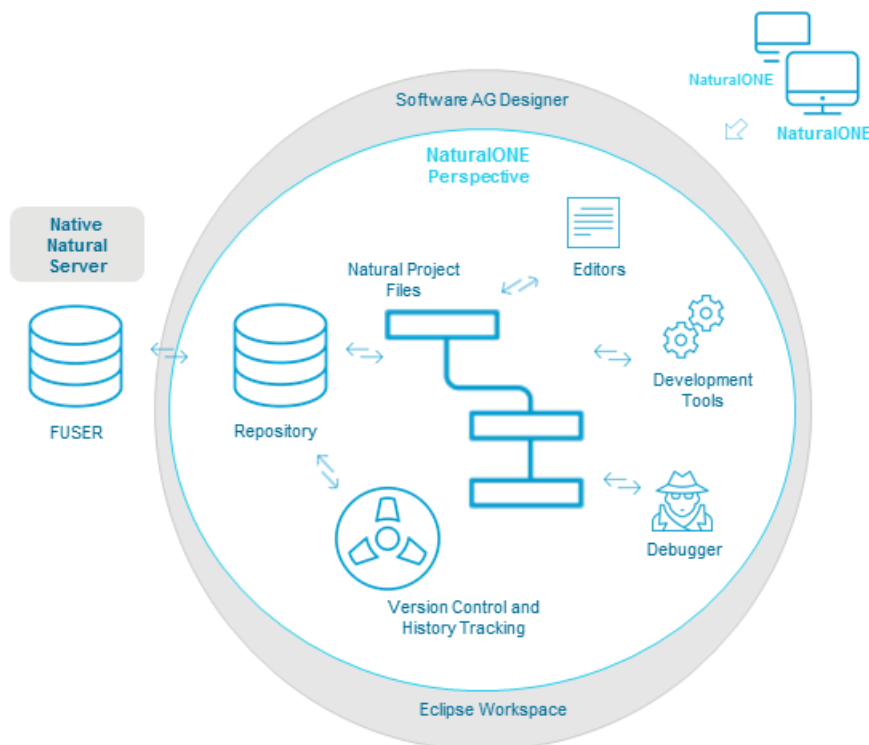 NaturalONE
NaturalONE
Software AG Designer
NaturalONE
Perspective
Native
Natural
Server
Natural Project
Files
Editors
Development
Tools
FUSER
Repository
Debugger
Version Control and
History Tracking
Eclipse Workspace